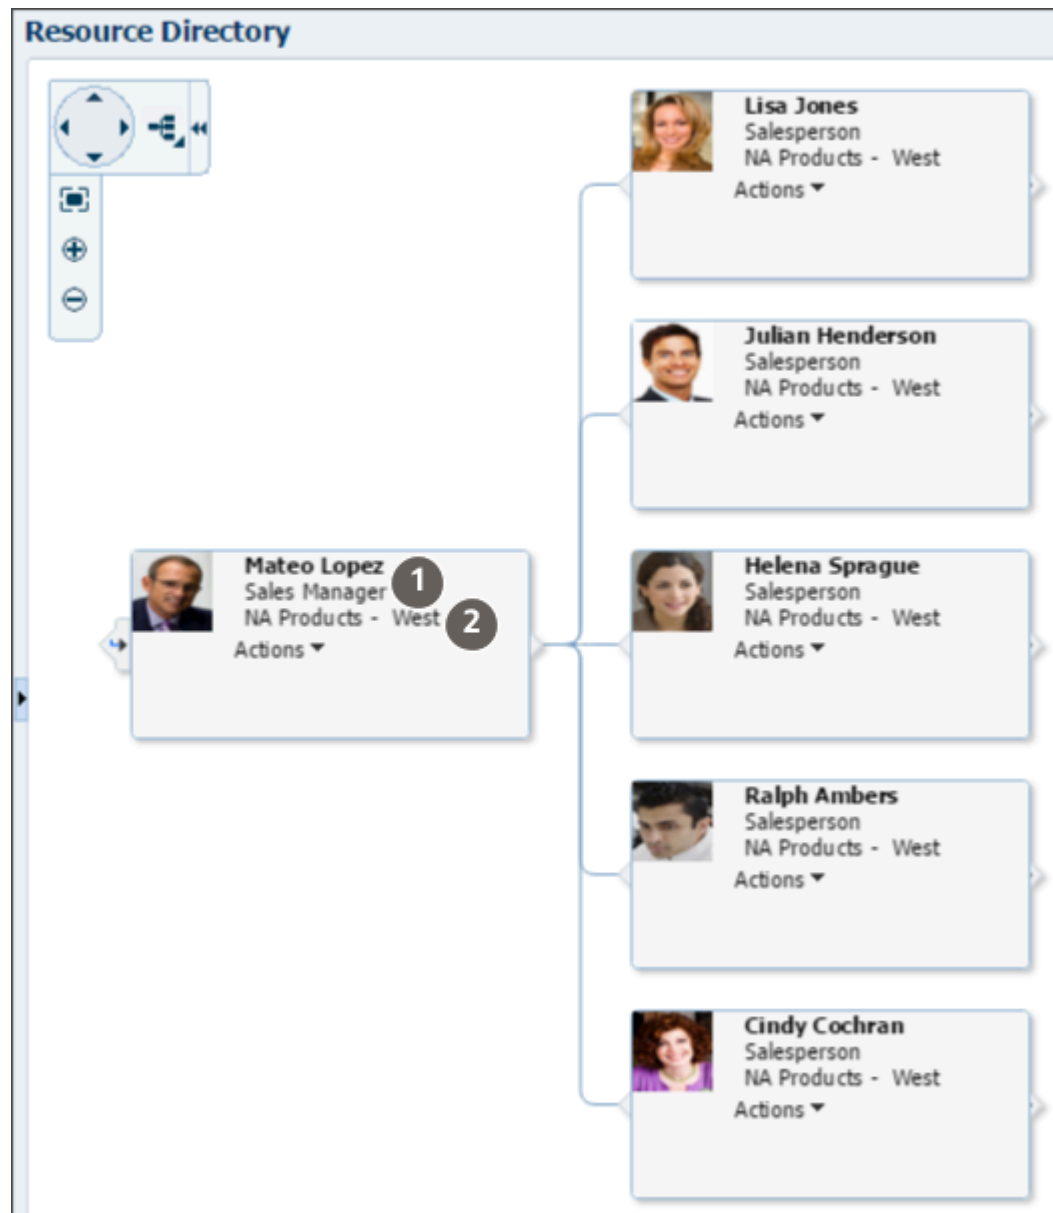 Resource Directory
Lisa Jones
Salesperson
NA Products - West
Actions
Julian Henderson
Salesperson
NA Products - West
Actions
Mateo Lopez 1
Sales Manager
NA Products - West 2
Actions
Helena Sprague
Salesperson
NA Products - West
Actions
Ralph Ambers
Salesperson
NA Products - West
Actions
Cindy Cochran
Salesperson
NA Products - West
Actions